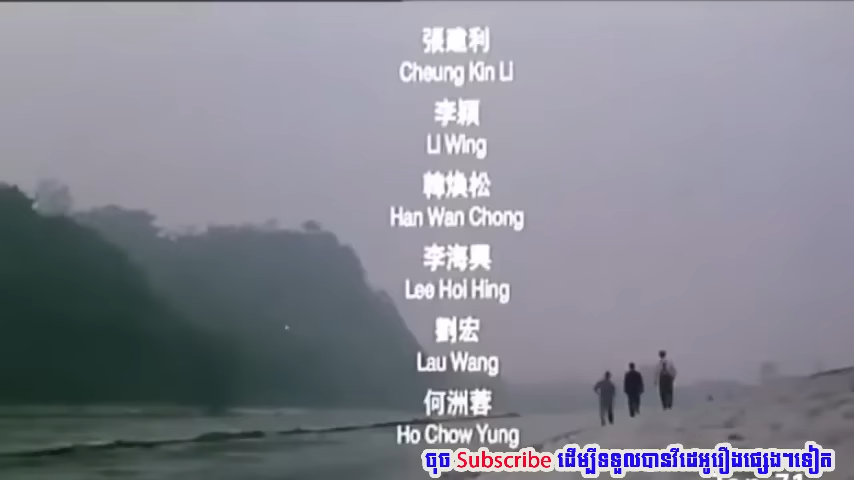 張建利
Cheung Kin Li
李穎
Li Wing
韓煥松
Han Wan Chong
李海興
Lee Hoi Hing
劉宏
Lau Wang
何洲蓉
Ho Chow Yung
ចុច Subscribe ដើម្បីទទួលបានវីដេអូរឿងផ្សេងៗទៀត